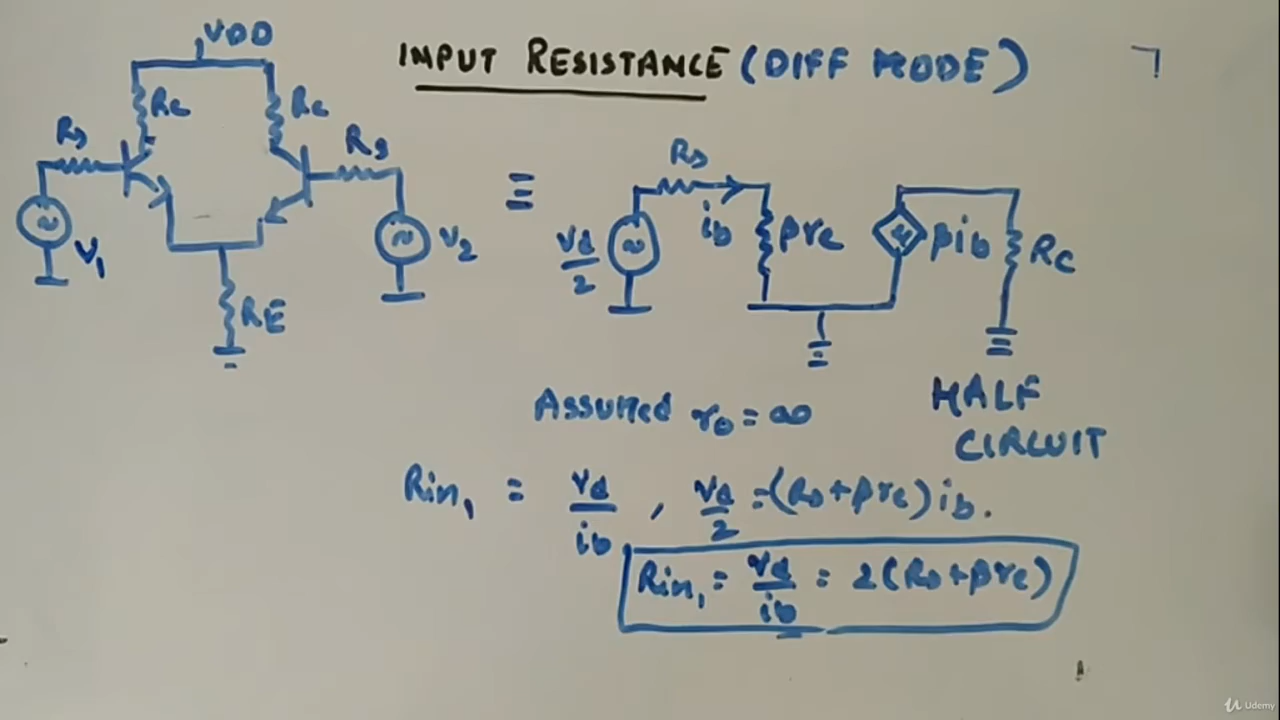 VDD
INPUT RESISTANCE (DIFF MODE)
Rc
Rc
Rs
Rs
V1
V2
RE
≡
Vd/2
Rs
ib
βre
βib
Rc
HALF
CIRCUIT
Assumed ro = ∞
Rin1 = vd/ib , vd/2 = (Rs+βre)ib.
Rin1 = vd/ib = 2(Rs+βre)
Udemy